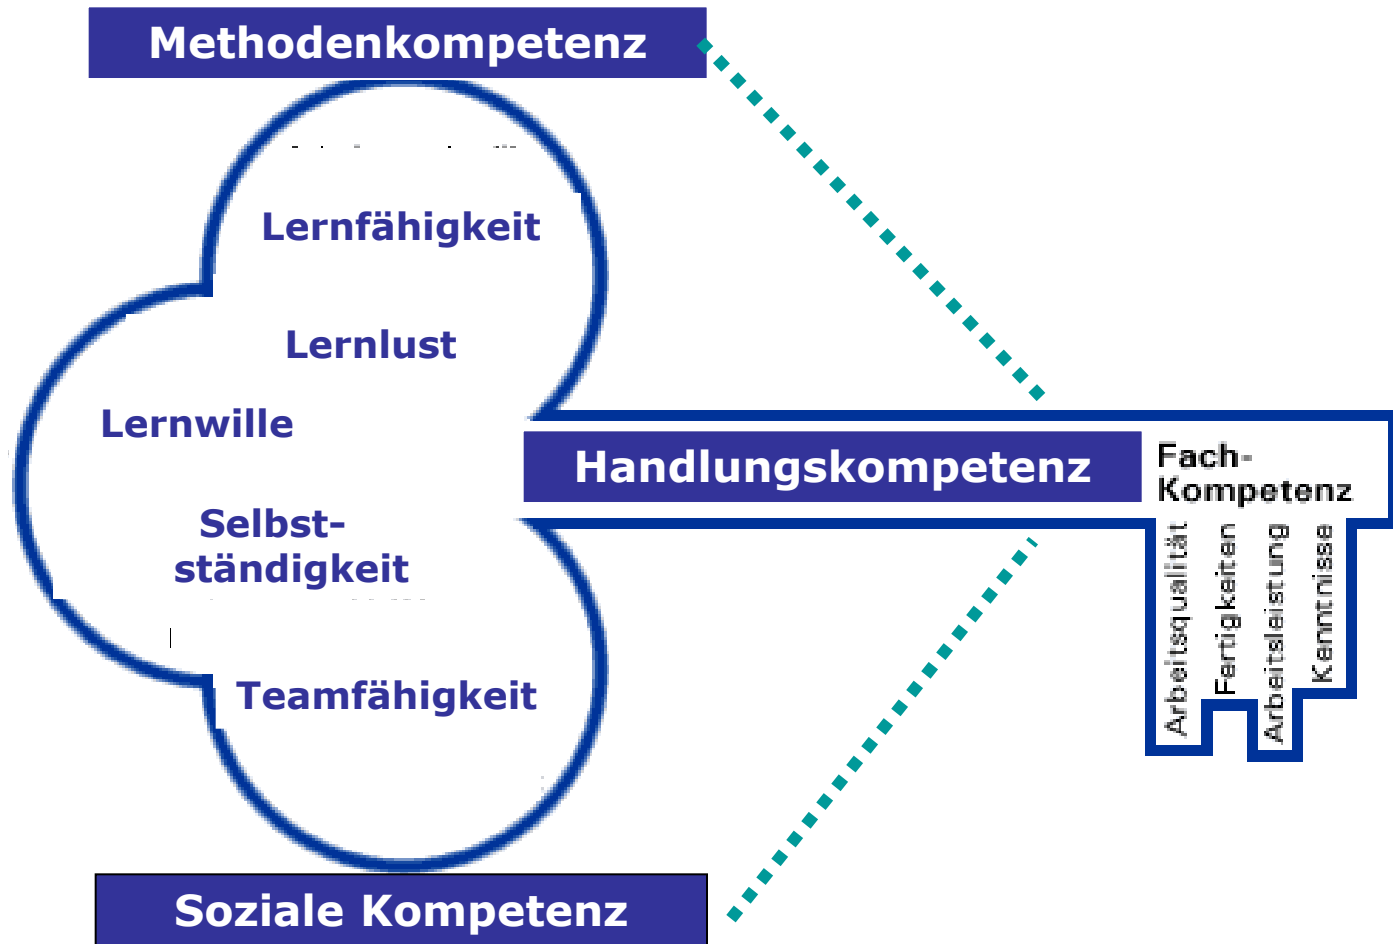 Methodenkompetenz
Lernfähigkeit
Lernlust
Lernwille
Selbst-
ständigkeit
Teamfähigkeit
Handlungskompetenz
Fach-
Kompetenz
Arbeitsqualität
Fertigkeiten
Arbeitsleistung
Kenntnisse
Soziale Kompetenz